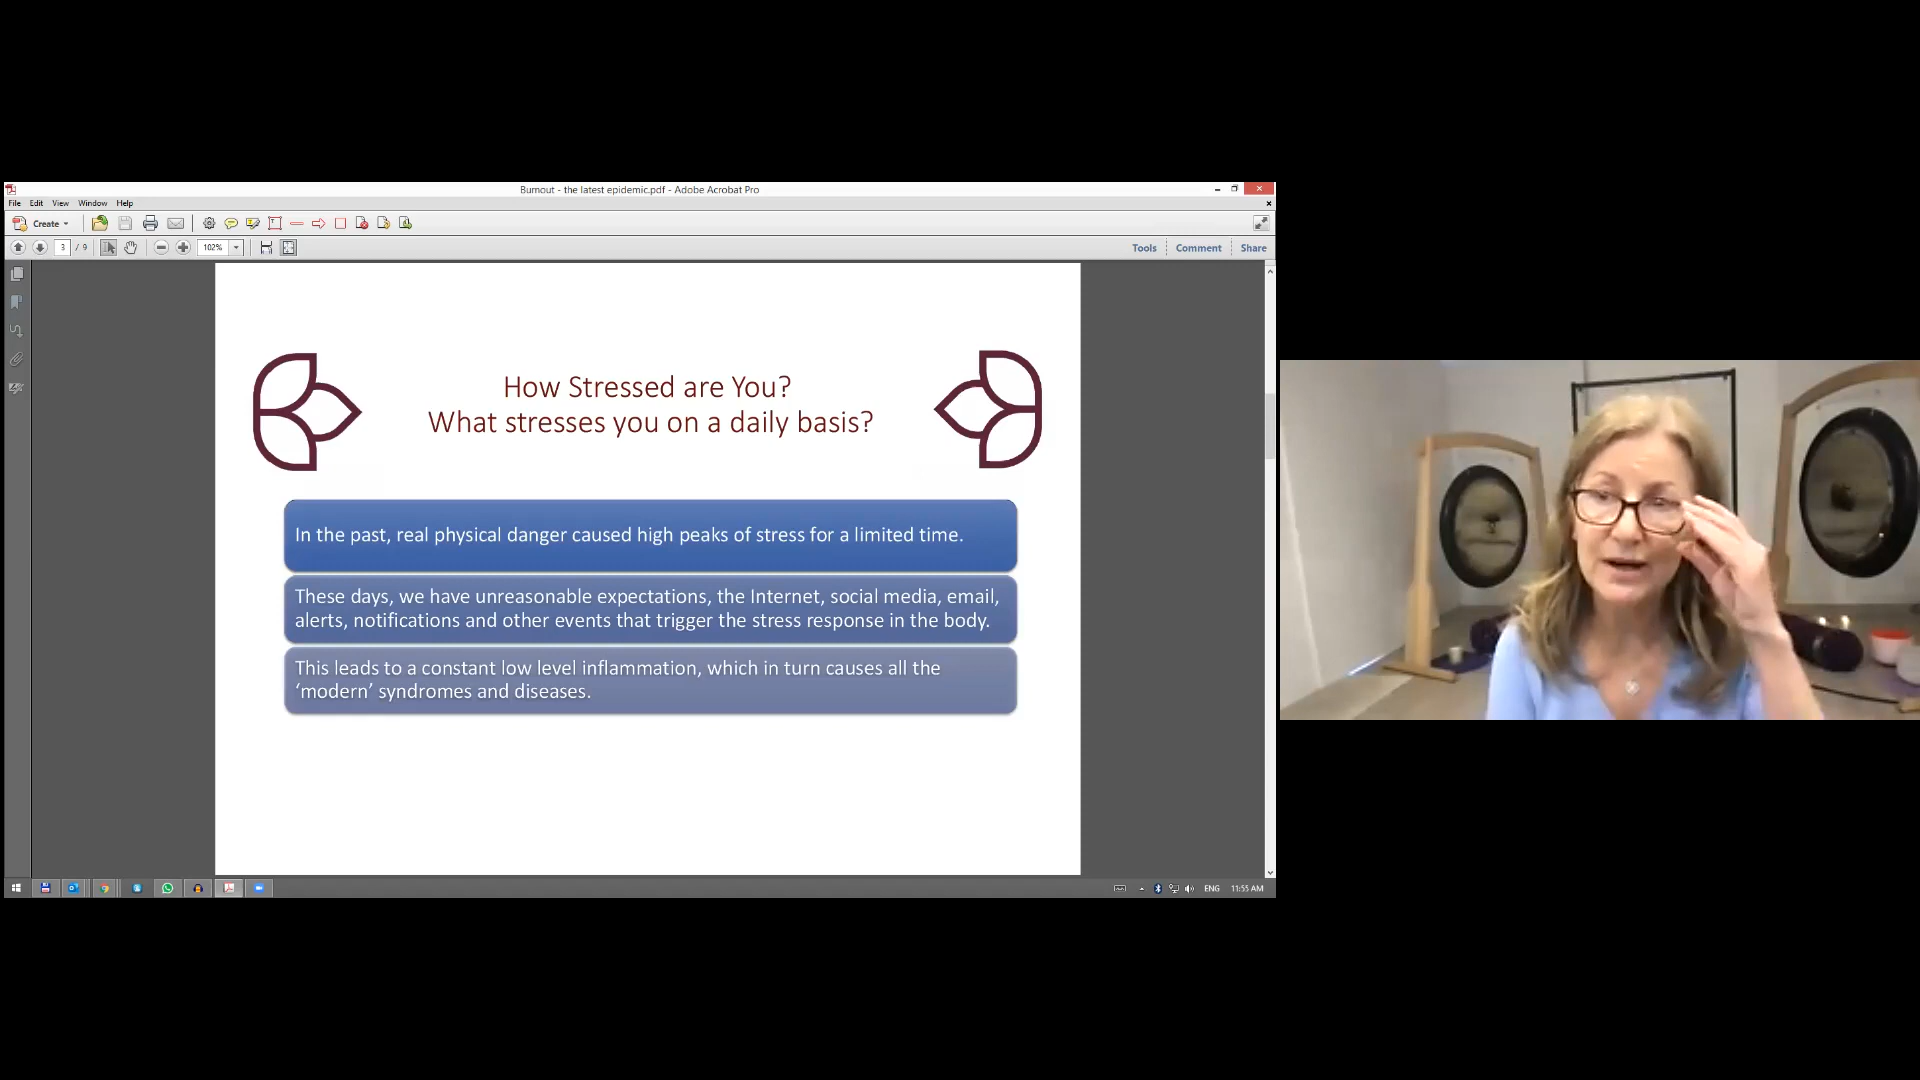 Burnout - the latest epidemic.pdf - Adobe Acrobat Pro
File Edit View Window Help
Create
3 / 9 102% Tools Comment Share
How Stressed are You?
What stresses you on a daily basis?
In the past, real physical danger caused high peaks of stress for a limited time.
These days, we have unreasonable expectations, the Internet, social media, email,
alerts, notifications and other events that trigger the stress response in the body.
This leads to a constant low level inflammation, which in turn causes all the
‘modern’ syndromes and diseases.
ENG 11:55 AM